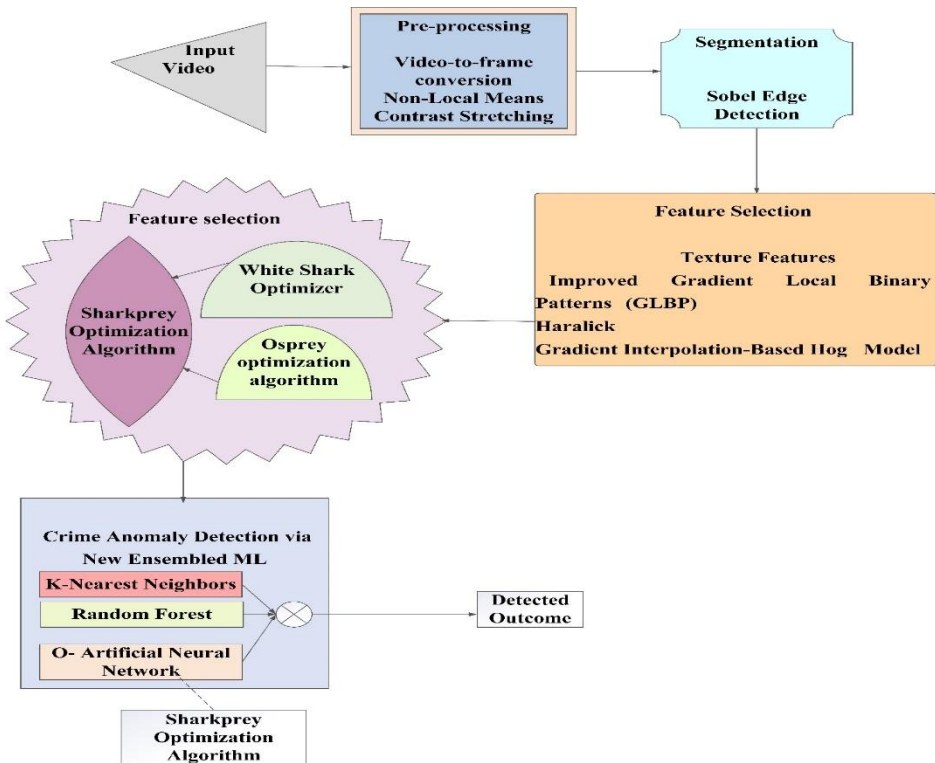 Input
Video
Pre-processing
Video-to-frame
conversion
Non-Local Means
Contrast Stretching
Segmentation
Sobel Edge
Detection
Feature Selection
Texture Features
Improved Gradient Local Binary
Patterns (GLBP)
Haralick
Gradient Interpolation-Based Hog Model
Feature selection
White Shark
Optimizer
Sharkprey
Optimization
Algorithm
Osprey
optimization
algorithm
Crime Anomaly Detection via
New Ensembled ML
K-Nearest Neighbors
Random Forest
O- Artificial Neural
Network
Detected
Outcome
Sharkprey
Optimization
Algorithm